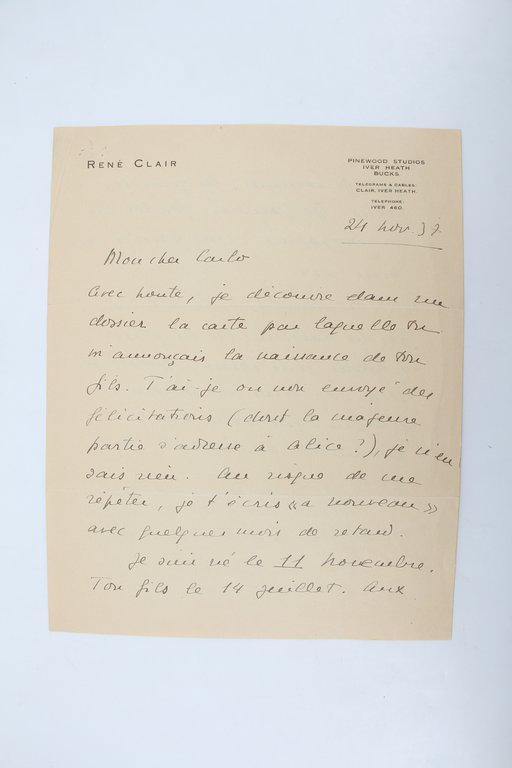 RENÉ CLAIR
PINEWOOD STUDIOS
IVER HEATH
BUCKS.
TELEGRAMS & CABLES:
CLAIR, IVER HEATH.
TELEPHONE:
IVER 460.
24 nov. 37
Mon cher Carlo
avec honte, je découvre dans un
dossier la carte par laquelle tu
m'annonçais la naissance de ton
fils. T'ai-je ou non envoyé des
félicitations (dont la majeure
partie s'adresse à Alice?), je n'en
sais rien. Au risque de me
répéter, je t'écris « à nouveau »
avec quelques mois de retard.
Je suis né le 11 novembre.
Ton fils le 14 juillet. Aux